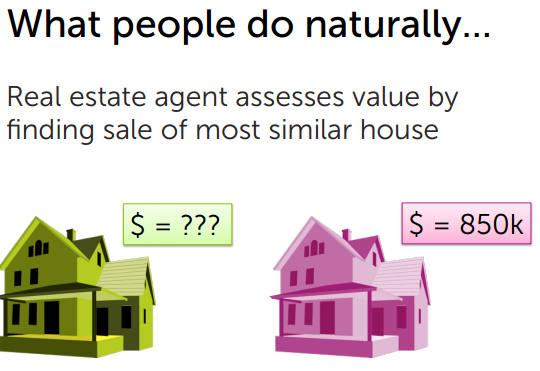 What people do naturally...
Real estate agent assesses value by
finding sale of most similar house
$ = ???
$ = 850k